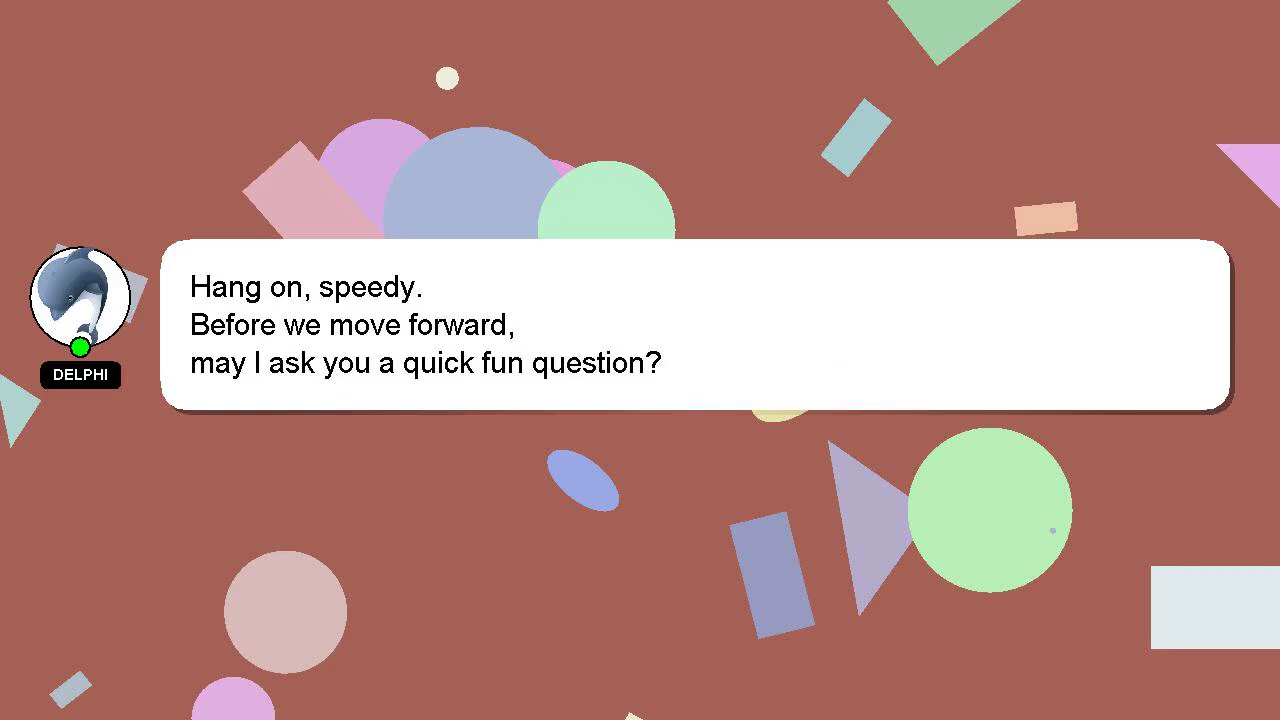 Hang on, speedy.
Before we move forward,
may I ask you a quick fun question?
DELPHI